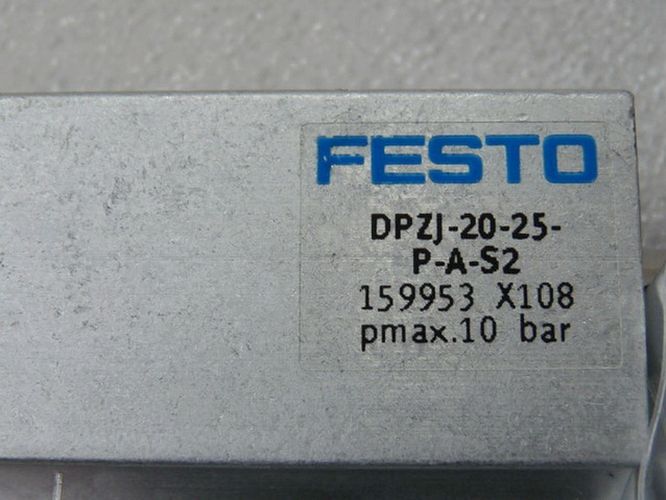 FESTO
DPZJ-20-25-
P-A-S2
159953 X108
pmax.10 bar